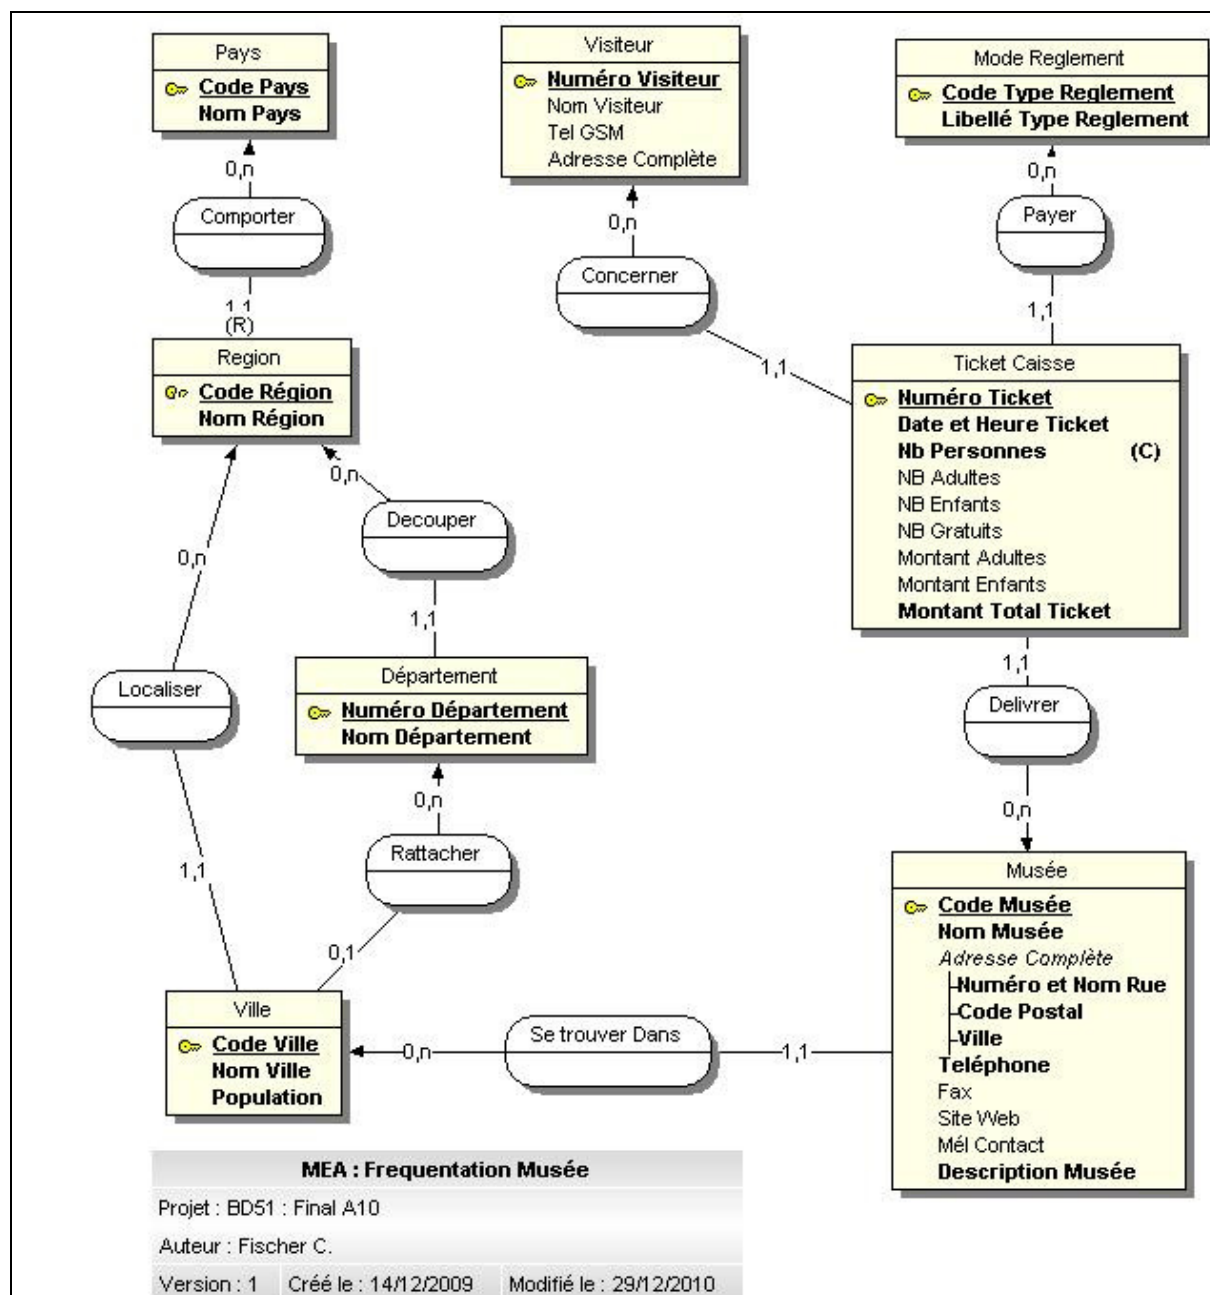 Pays
Code Pays
Nom Pays
0,n
Comporter
1,1
(R)
Region
Code Région
Nom Région
0,n
Decouper
1,1
0,n
Localiser
1,1
Département
Numéro Département
Nom Département
0,n
Rattacher
0,1
Ville
Code Ville
Nom Ville
Population
0,n
Se trouver Dans
1,1
Visiteur
Numéro Visiteur
Nom Visiteur
Tel GSM
Adresse Complète
0,n
Concerner
1,1
Mode Reglement
Code Type Reglement
Libellé Type Reglement
0,n
Payer
1,1
Ticket Caisse
Numéro Ticket
Date et Heure Ticket
Nb Personnes (C)
NB Adultes
NB Enfants
NB Gratuits
Montant Adultes
Montant Enfants
Montant Total Ticket
1,1
Delivrer
0,n
Musée
Code Musée
Nom Musée
Adresse Complète
Numéro et Nom Rue
Code Postal
Ville
Teléphone
Fax
Site Web
Mél Contact
Description Musée
MEA : Frequentation Musée
Projet : BD51 : Final A10
Auteur : Fischer C.
Version : 1 Créé le : 14/12/2009 Modifié le : 29/12/2010